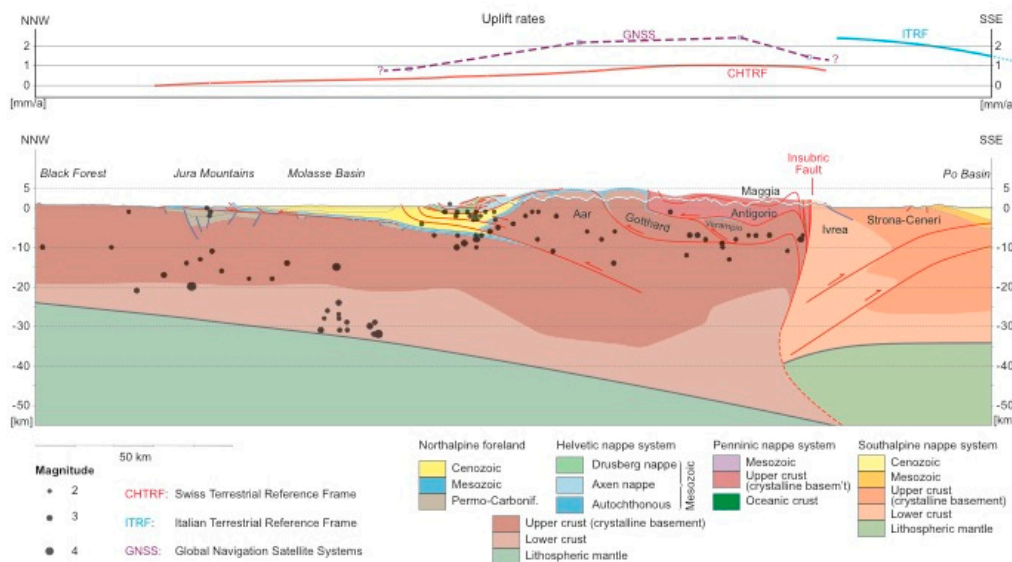 NNW
Uplift rates
SSE
GNSS
ITRF
2
2
?
?
1
1
CHTRF
0
0
[mm/a]
[mm/a]
NNW
SSE
Insubric
Fault
Black Forest
Jura Mountains
Molasse Basin
Po Basin
5
Maggia
5
0
Aar
Antigorio
Strona-Ceneri
0
Gotthard
Verampio
Ivrea
-10
-10
-20
-20
-30
-30
-40
-40
-50
-50
[km]
[km]
50 km
Magnitude
2
3
4
CHTRF: Swiss Terrestrial Reference Frame
ITRF: Italian Terrestrial Reference Frame
GNSS: Global Navigation Satellite Systems
Northalpine foreland
Cenozoic
Mesozoic
Permo-Carbonif.
Helvetic nappe system
Drusberg nappe
Axen nappe
Autochthonous
Mesozoic
Upper crust (crystalline basement)
Lower crust
Lithospheric mantle
Penninic nappe system
Mesozoic
Upper crust
(crystalline basem't)
Oceanic crust
Southalpine nappe system
Cenozoic
Mesozoic
Upper crust
(crystalline basement)
Lower crust
Lithospheric mantle